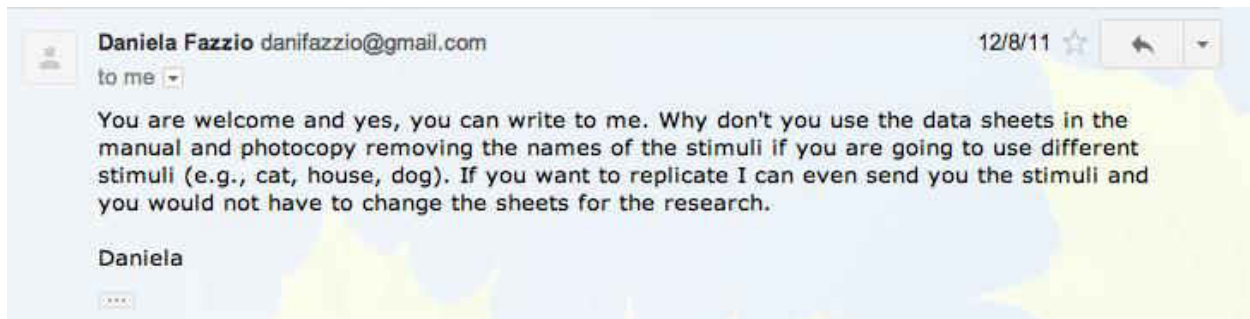 Daniela Fazzio danifazzio@gmail.com 12/8/11
to me
You are welcome and yes, you can write to me. Why don't you use the data sheets in the
manual and photocopy removing the names of the stimuli if you are going to use different
stimuli (e.g., cat, house, dog). If you want to replicate I can even send you the stimuli and
you would not have to change the sheets for the research.
Daniela